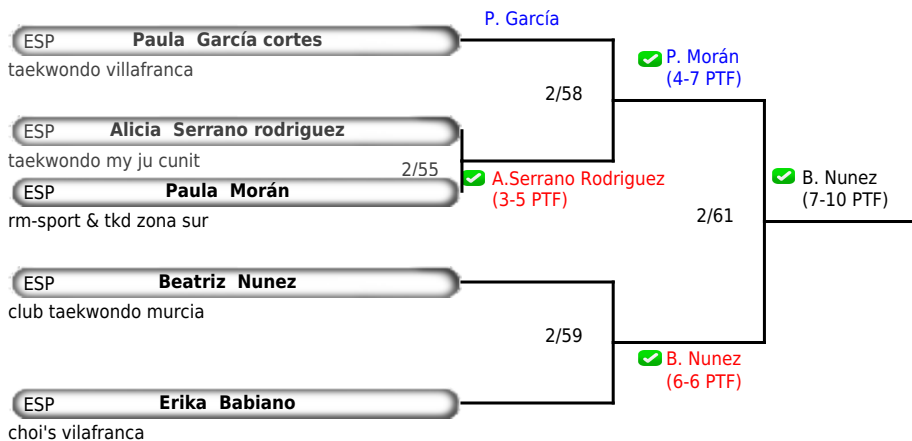 P. García
ESP Paula García cortes
taekwondo villafranca
P. Morán
(4-7 PTF)
2/58
ESP Alicia Serrano rodriguez
taekwondo my ju cunit
2/55
A.Serrano Rodriguez
(3-5 PTF)
B. Nunez
(7-10 PTF)
ESP Paula Morán
rm-sport & tkd zona sur
2/61
ESP Beatriz Nunez
club taekwondo murcia
2/59
B. Nunez
(6-6 PTF)
ESP Erika Babiano
choi's vilafranca